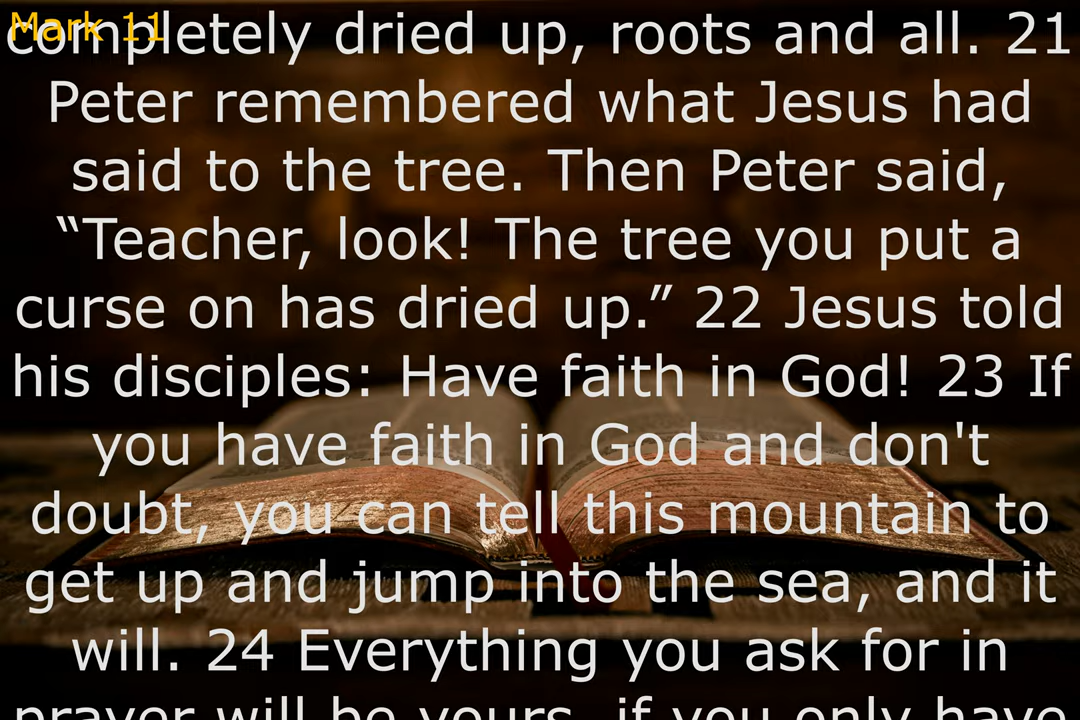 Mark 11
completely dried up, roots and all. 21
Peter remembered what Jesus had
said to the tree. Then Peter said,
“Teacher, look! The tree you put a
curse on has dried up.” 22 Jesus told
his disciples: Have faith in God! 23 If
you have faith in God and don't
doubt, you can tell this mountain to
get up and jump into the sea, and it
will. 24 Everything you ask for in
prayer will be yours, if you only have